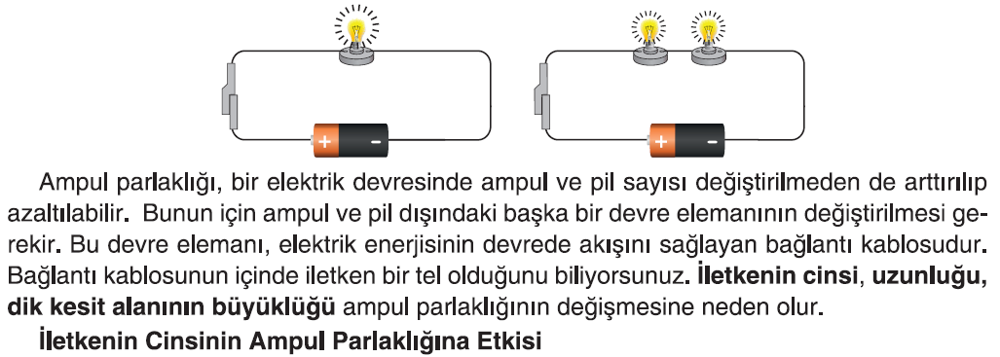 + -
+ -
Ampul parlaklığı, bir elektrik devresinde ampul ve pil sayısı değiştirilmeden de arttırılıp
azaltılabilir. Bunun için ampul ve pil dışındaki başka bir devre elemanının değiştirilmesi ge-
rekir. Bu devre elemanı, elektrik enerjisinin devrede akışını sağlayan bağlantı kablosudur.
Bağlantı kablosunun içinde iletken bir tel olduğunu biliyorsunuz. İletkenin cinsi, uzunluğu,
dik kesit alanının büyüklüğü ampul parlaklığının değişmesine neden olur.
İletkenin Cinsinin Ampul Parlaklığına Etkisi